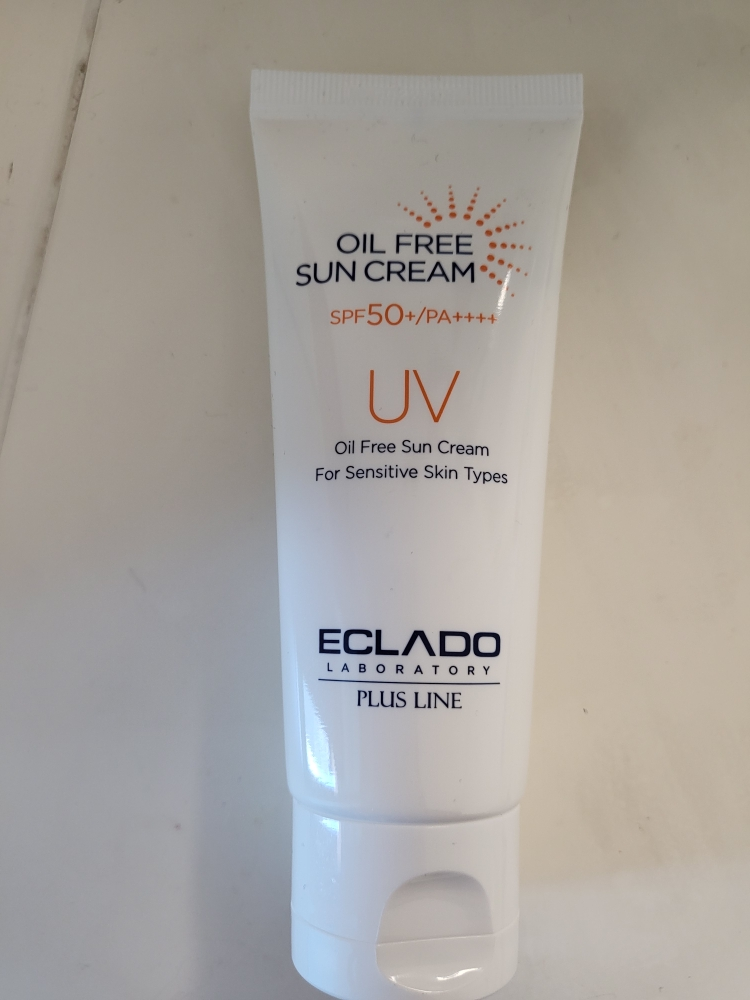 OIL FREE
SUN CREAM
SPF50+/PA++++
UV
Oil Free Sun Cream
For Sensitive Skin Types
ECLADO
LABORATORY
PLUS LINE